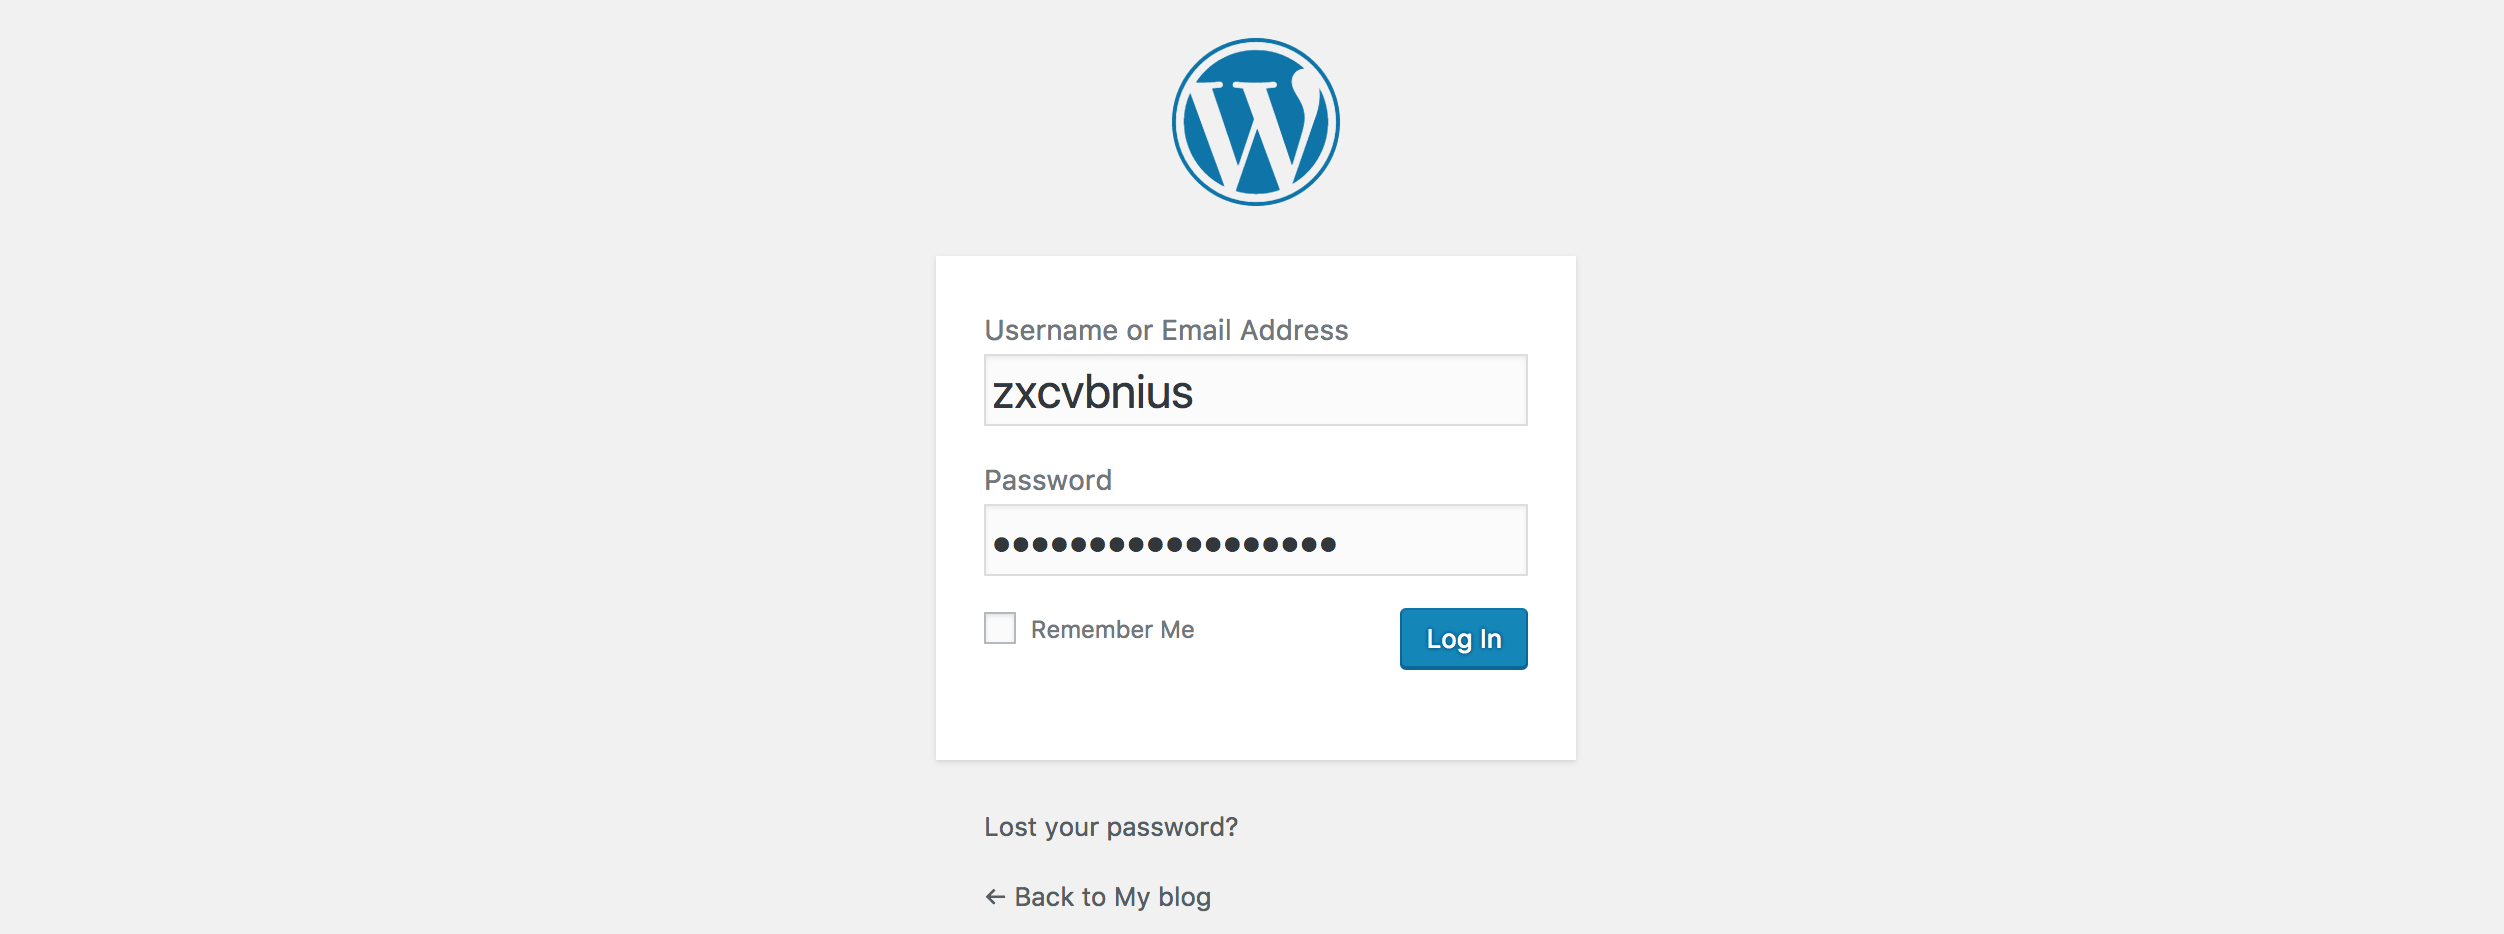 Username or Email Address
zxcvbnius
Password
••••••••••••••••••
Remember Me
Log In
Lost your password?
← Back to My blog